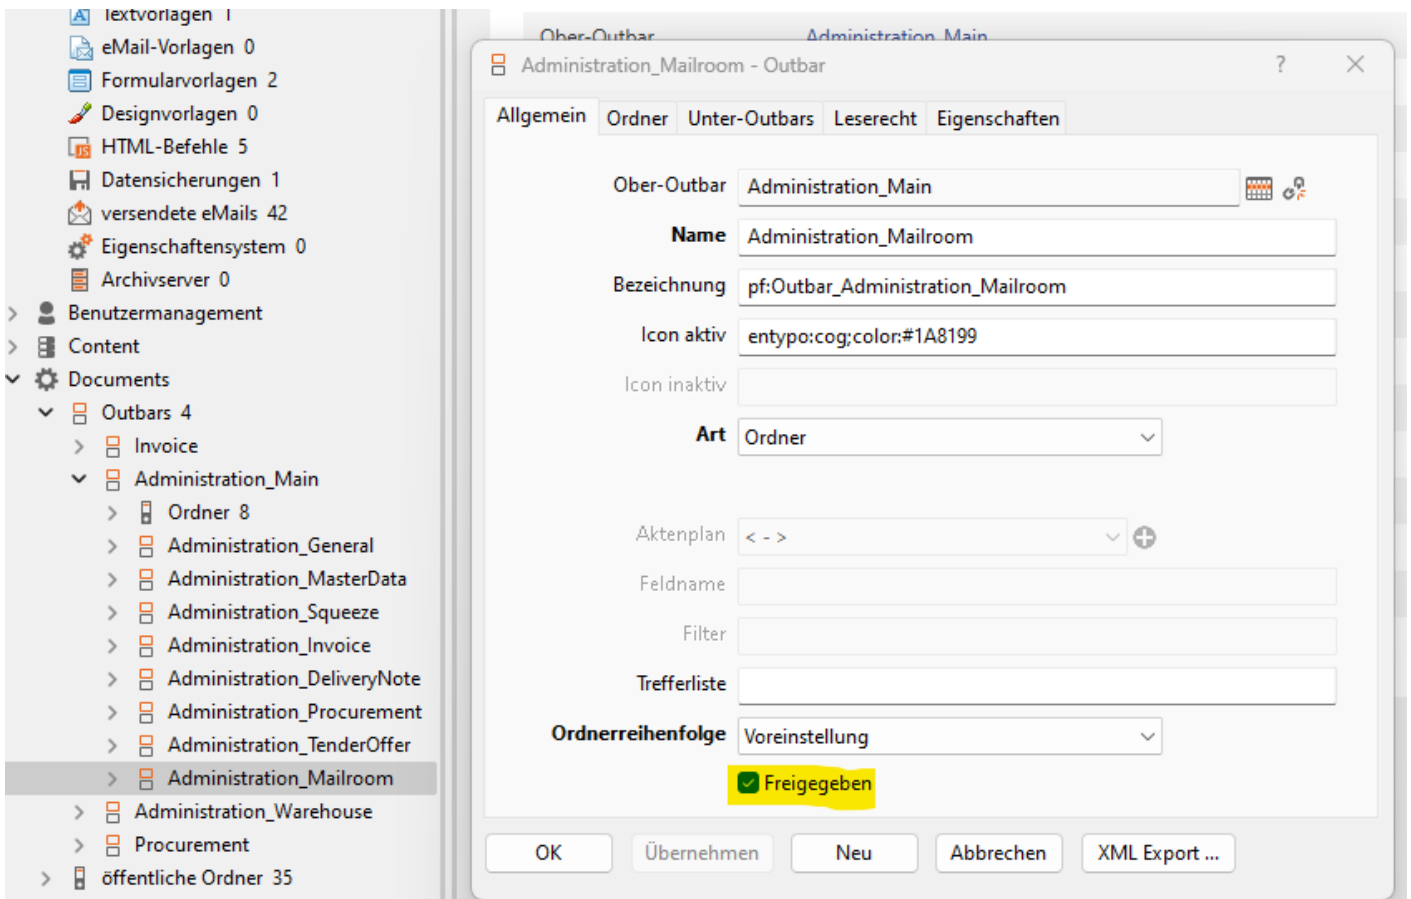 Textvorlagen 1
eMail-Vorlagen 0
Formularvorlagen 2
Designvorlagen 0
HTML-Befehle 5
Datensicherungen 1
versendete eMails 42
Eigenschaftensystem 0
Archivserver 0
Benutzermanagement
Content
Documents
Outbars 4
Invoice
Administration_Main
Ordner 8
Administration_General
Administration_MasterData
Administration_Squeeze
Administration_Invoice
Administration_DeliveryNote
Administration_Procurement
Administration_TenderOffer
Administration_Mailroom
Administration_Warehouse
Procurement
öffentliche Ordner 35
Ober-Outbar Administration_Main
Administration_Mailroom - Outbar ?
Allgemein Ordner Unter-Outbars Leserecht Eigenschaften
Ober-Outbar Administration_Main
Name Administration_Mailroom
Bezeichnung pf:Outbar_Administration_Mailroom
Icon aktiv entypo:cog;color:#1A8199
Icon inaktiv
Art Ordner
Aktenplan < - >
Feldname
Filter
Trefferliste
Ordnerreihenfolge Voreinstellung
Freigegeben
OK Übernehmen Neu Abbrechen XML Export ...